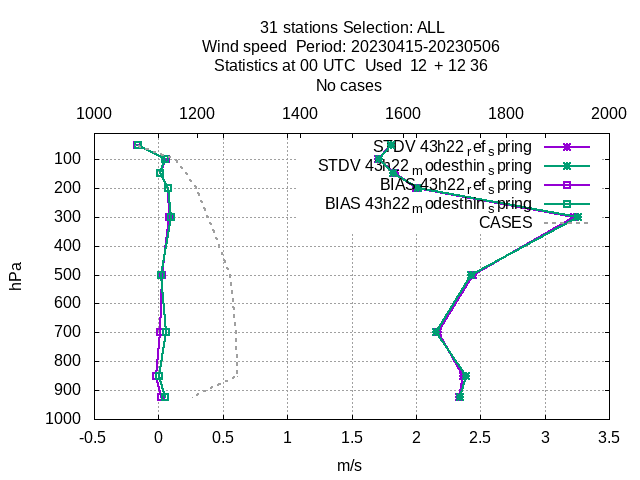 31 stations Selection: ALL
Wind speed  Period: 20230415-20230506
Statistics at 00 UTC  Used  12  + 12 36
No cases
1000 1200 1400 1600 1800 2000
STDV 43h22_ref_spring
STDV 43h22_modesthin_spring
BIAS 43h22_ref_spring
BIAS 43h22_modesthin_spring
CASES
hPa
100
200
300
400
500
600
700
800
900
1000
-0.5 0 0.5 1 1.5 2 2.5 3 3.5
m/s